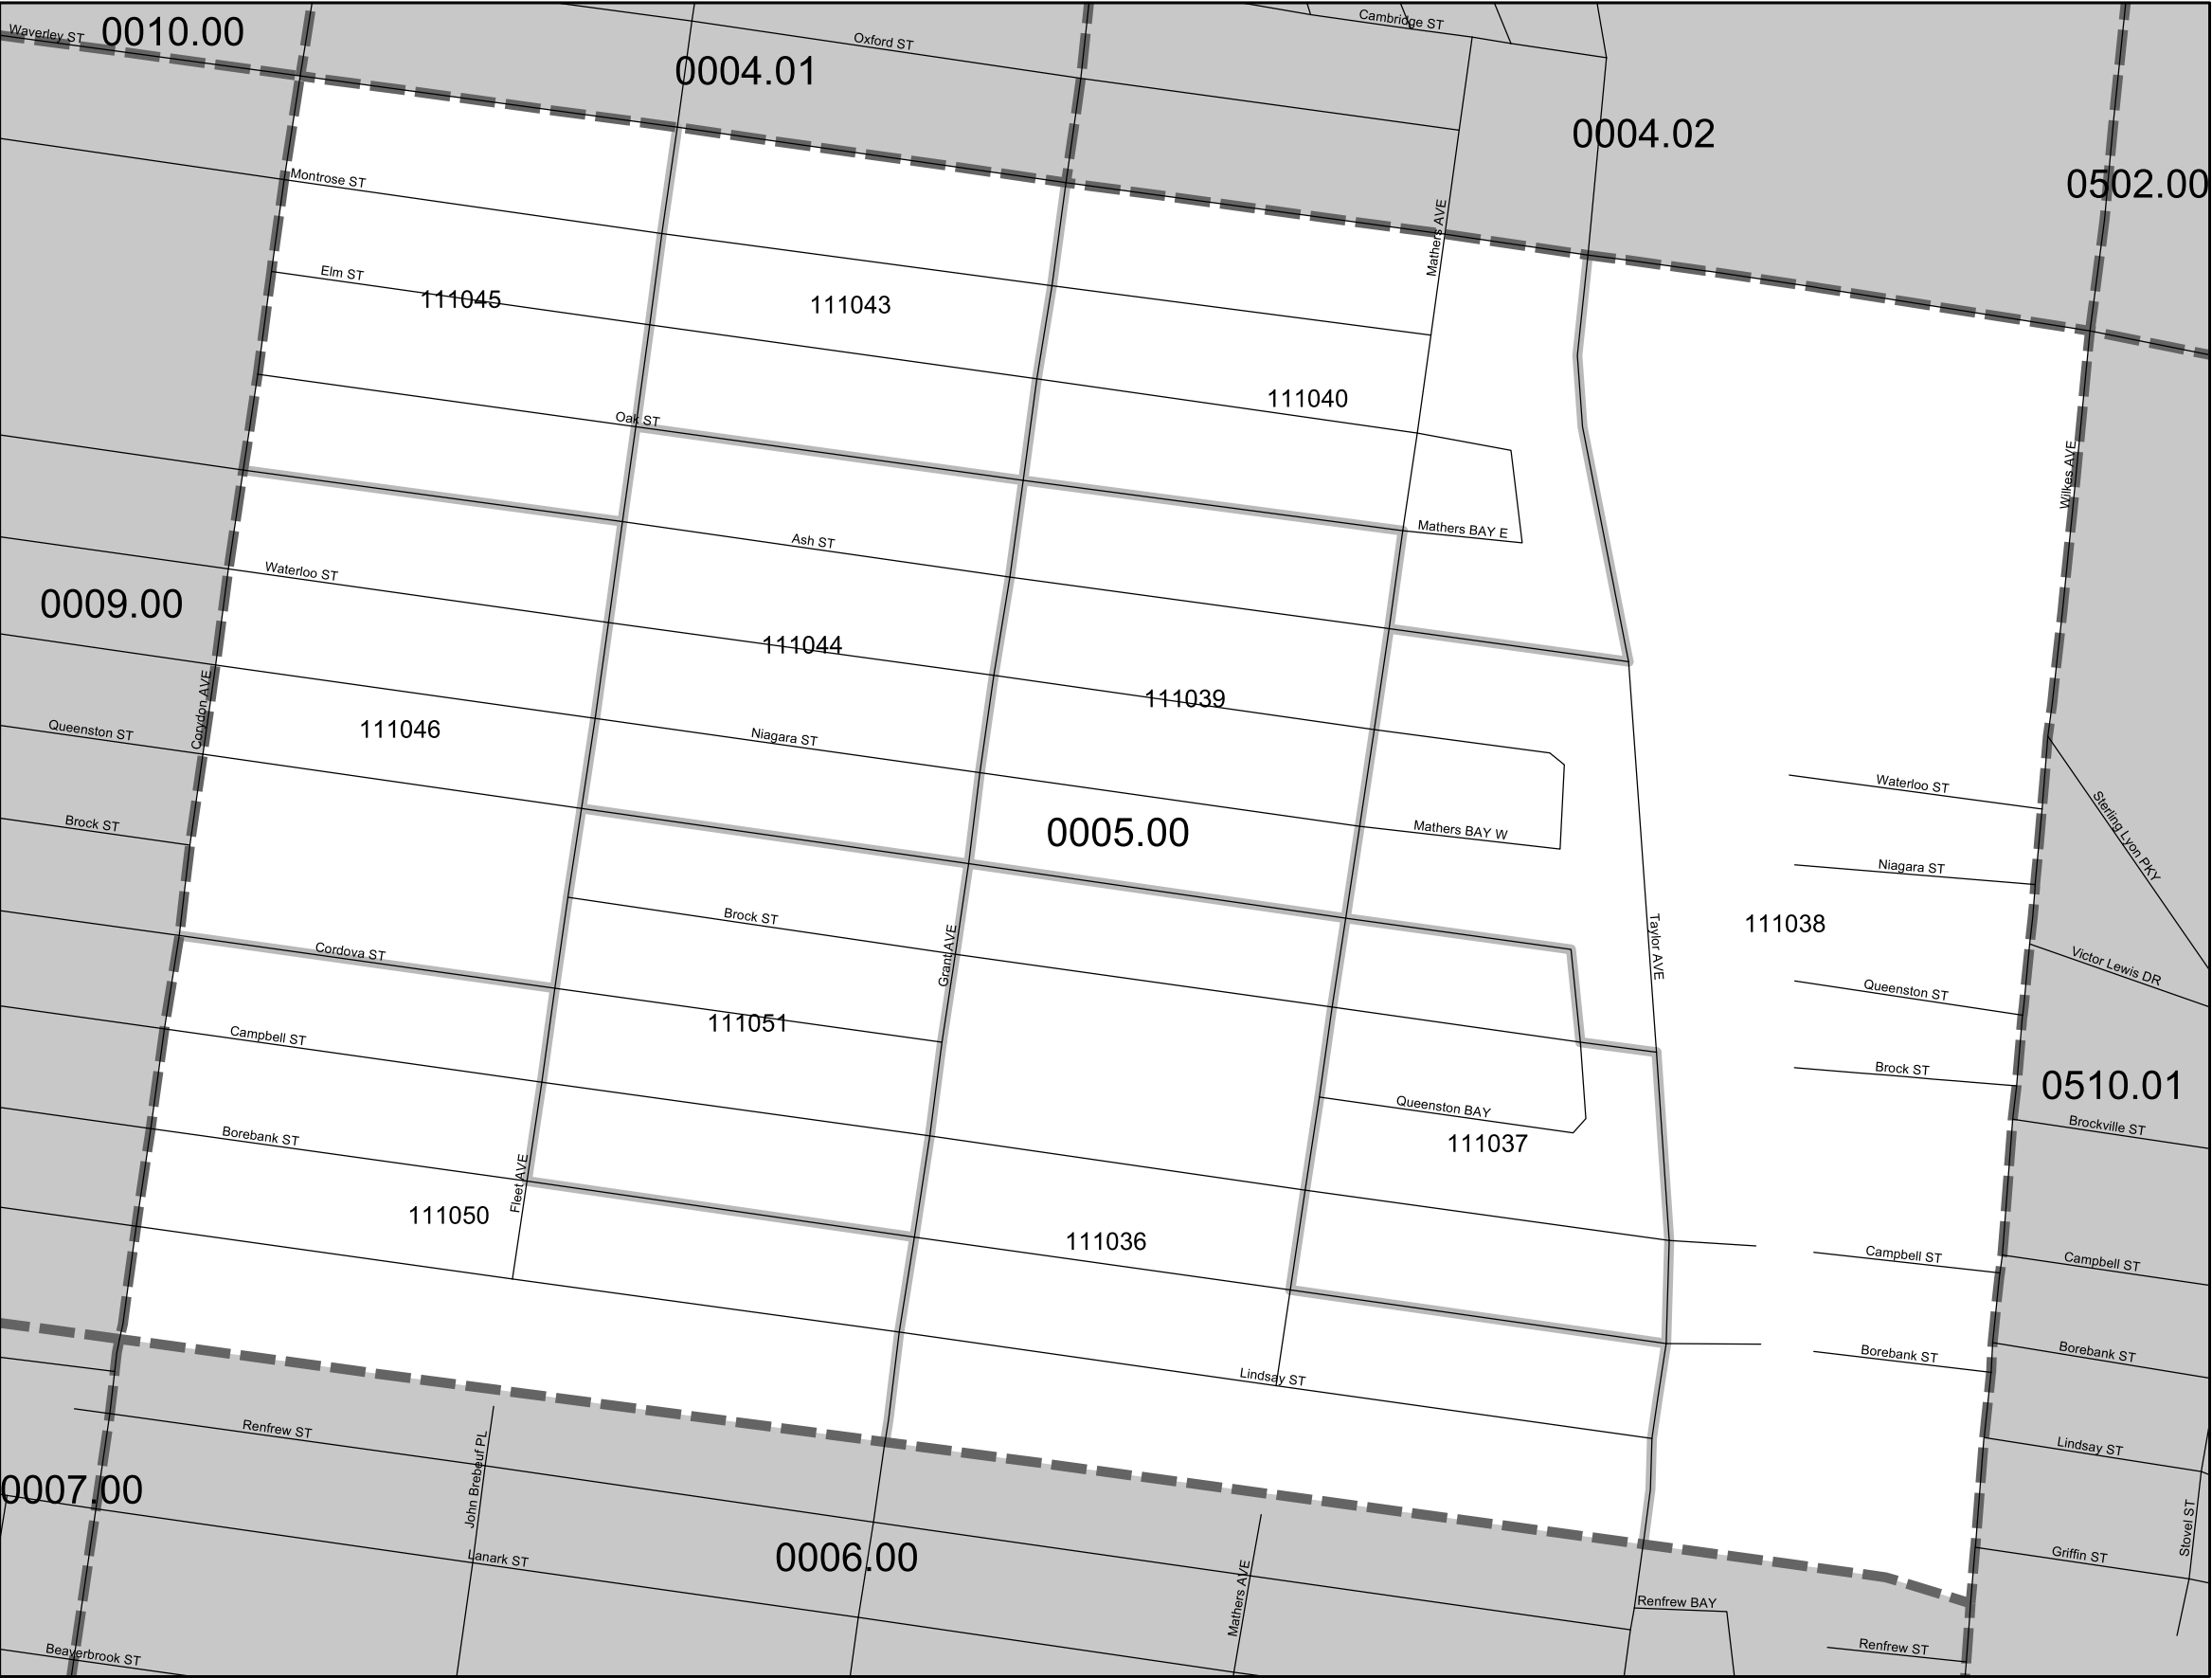 Cambridge ST
Waverley ST
0010.00
Oxford ST
0004.01
0004.02
0502.00
Montrose ST
Mathers AVE
Elm ST
111045
111043
111040
Oak ST
Wilkes AVE
Mathers BAY E
Ash ST
Waterloo ST
0009.00
111044
111039
Corydon AVE
Queenston ST
111046
Niagara ST
Waterloo ST
Sterling Lyon PKY
Brock ST
0005.00
Mathers BAY W
Niagara ST
Brock ST
111038
Taylor AVE
Grant AVE
Cordova ST
Victor Lewis DR
Queenston ST
111051
Campbell ST
Brock ST
0510.01
Queenston BAY
Brockville ST
Borebank ST
111037
Fleet AVE
111050
111036
Campbell ST
Campbell ST
Borebank ST
Borebank ST
Lindsay ST
Renfrew ST
Lindsay ST
John Brebeuf PL
0007.00
Stovel ST
Lanark ST
0006.00
Griffin ST
Mathers AVE
Renfrew BAY
Beaverbrook ST
Renfrew ST